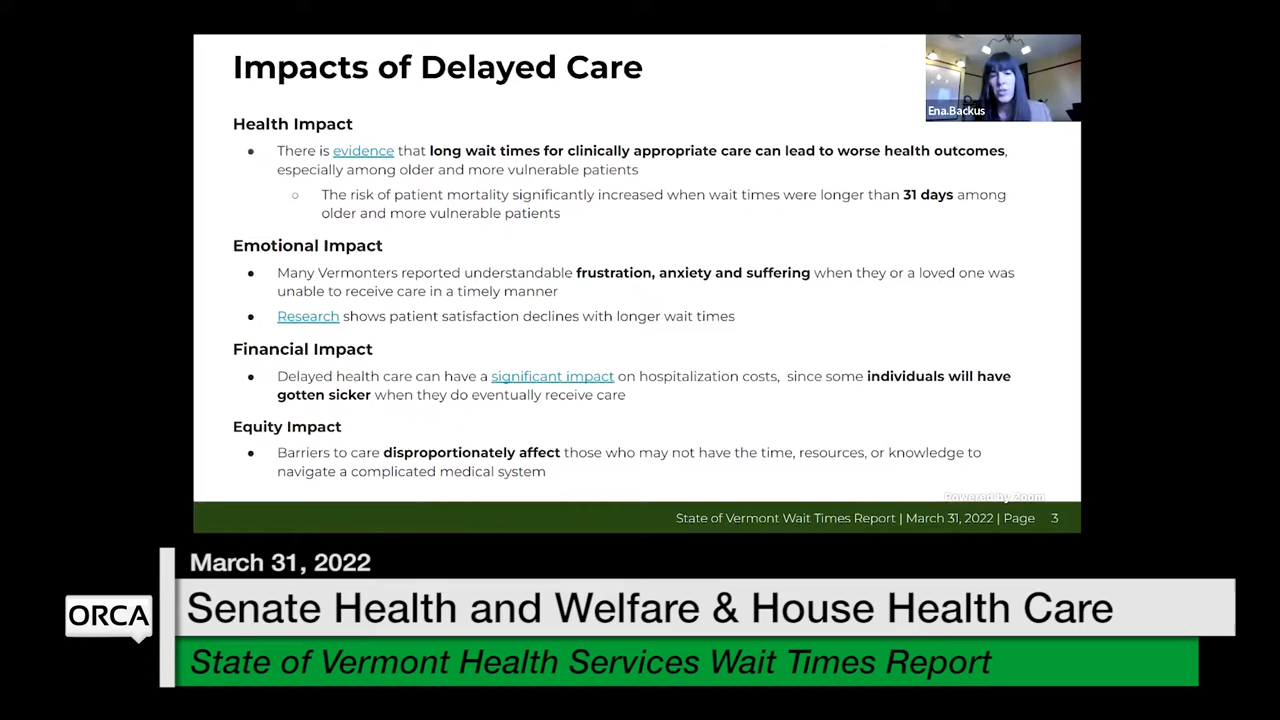 Impacts of Delayed Care
Ena.Backus
Health Impact
● There is evidence that long wait times for clinically appropriate care can lead to worse health outcomes,
especially among older and more vulnerable patients
○ The risk of patient mortality significantly increased when wait times were longer than 31 days among
older and more vulnerable patients
Emotional Impact
● Many Vermonters reported understandable frustration, anxiety and suffering when they or a loved one was
unable to receive care in a timely manner
● Research shows patient satisfaction declines with longer wait times
Financial Impact
● Delayed health care can have a significant impact on hospitalization costs, since some individuals will have
gotten sicker when they do eventually receive care
Equity Impact
● Barriers to care disproportionately affect those who may not have the time, resources, or knowledge to
navigate a complicated medical system
Powered by Zoom
State of Vermont Wait Times Report | March 31, 2022 | Page 3
March 31, 2022
ORCA
Senate Health and Welfare & House Health Care
State of Vermont Health Services Wait Times Report